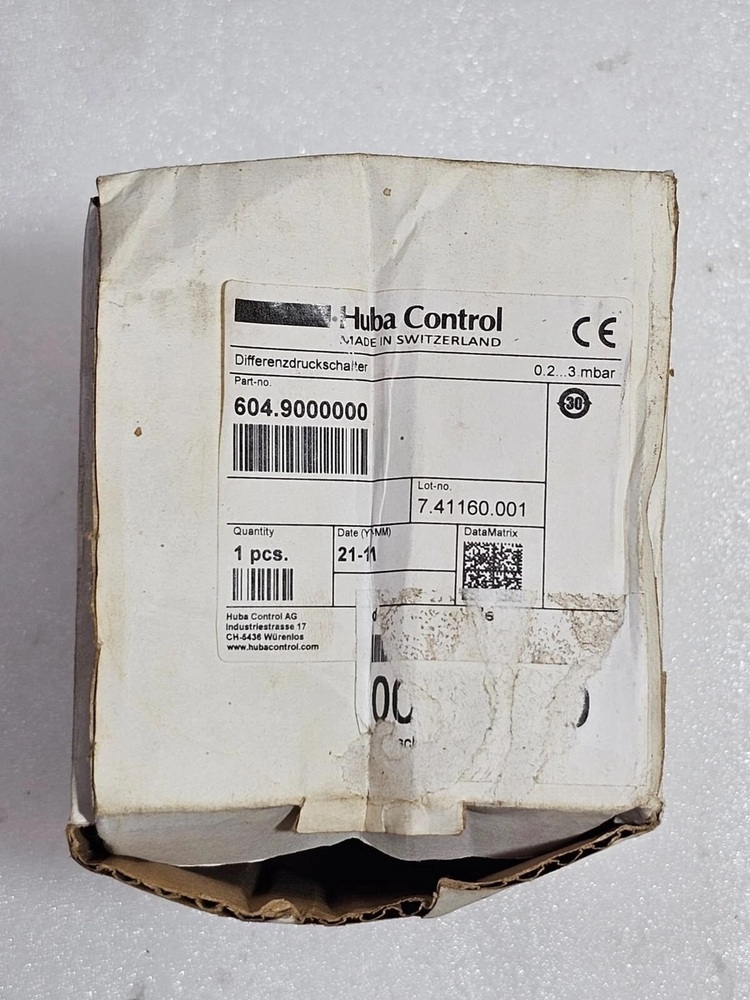 Huba Control
MADE IN SWITZERLAND
CE
Differenzdruckschalter
0.2...3 mbar
Part-no.
604.9000000
30
Lot-no.
7.41160.001
Quantity
1 pcs.
Date (YY-MM)
21-11
DataMatrix
Huba Control AG
Industriestrasse 17
CH-5436 Würenlos
www.hubacontrol.com